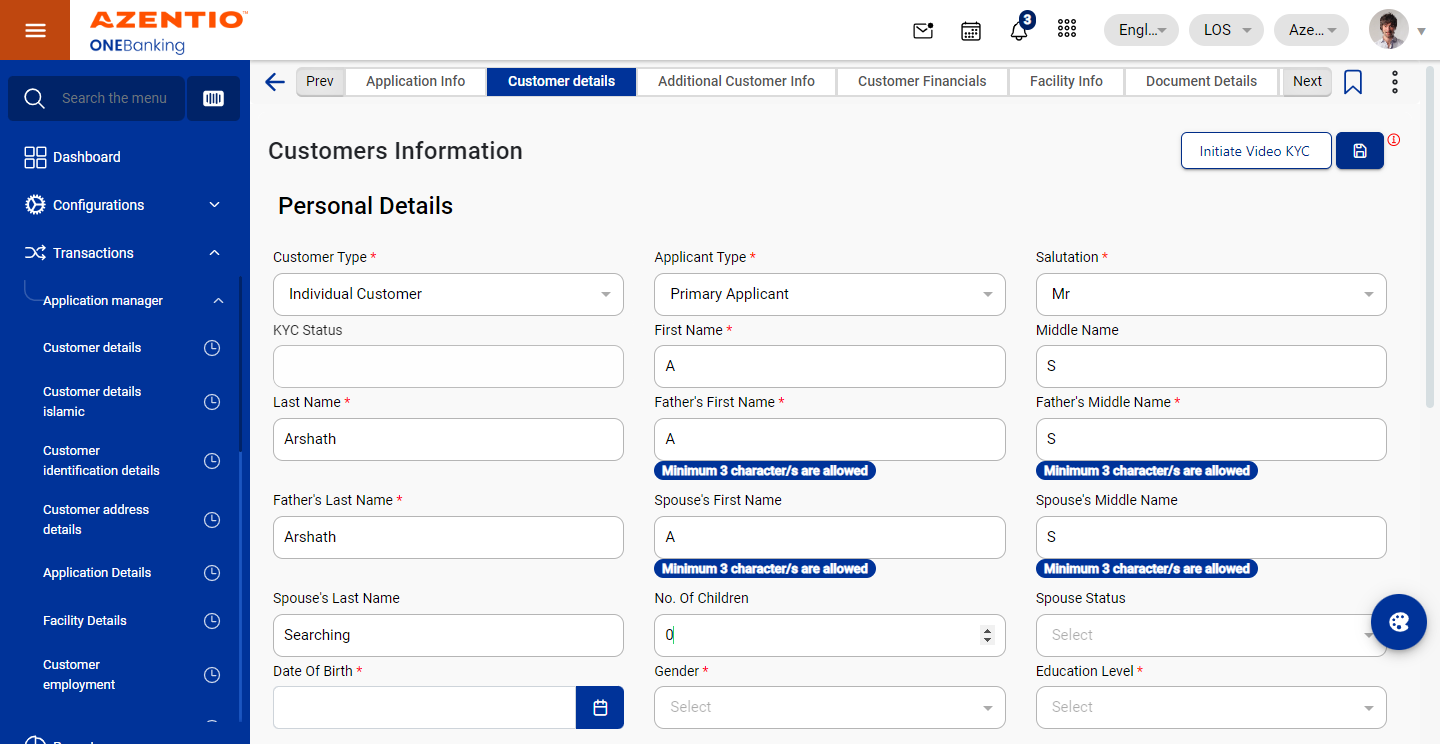 AZENTIO™
ONEBanking
3
Engl...
LOS
Aze...
Search the menu
Prev
Application Info
Customer details
Additional Customer Info
Customer Financials
Facility Info
Document Details
Next
Dashboard
Configurations
Transactions
Application manager
Customer details
Customer details
islamic
Customer
identification details
Customer address
details
Application Details
Facility Details
Customer
employment
Customers Information
Initiate Video KYC
Personal Details
Customer Type *
Applicant Type *
Salutation *
Individual Customer
Primary Applicant
Mr
KYC Status
First Name *
Middle Name
A
S
Last Name *
Father's First Name *
Father's Middle Name *
Arshath
A
S
Minimum 3 character/s are allowed
Minimum 3 character/s are allowed
Father's Last Name *
Spouse's First Name
Spouse's Middle Name
Arshath
A
S
Minimum 3 character/s are allowed
Minimum 3 character/s are allowed
Spouse's Last Name
No. Of Children
Spouse Status
Searching
0
Select
Date Of Birth *
Gender *
Education Level *
Select
Select